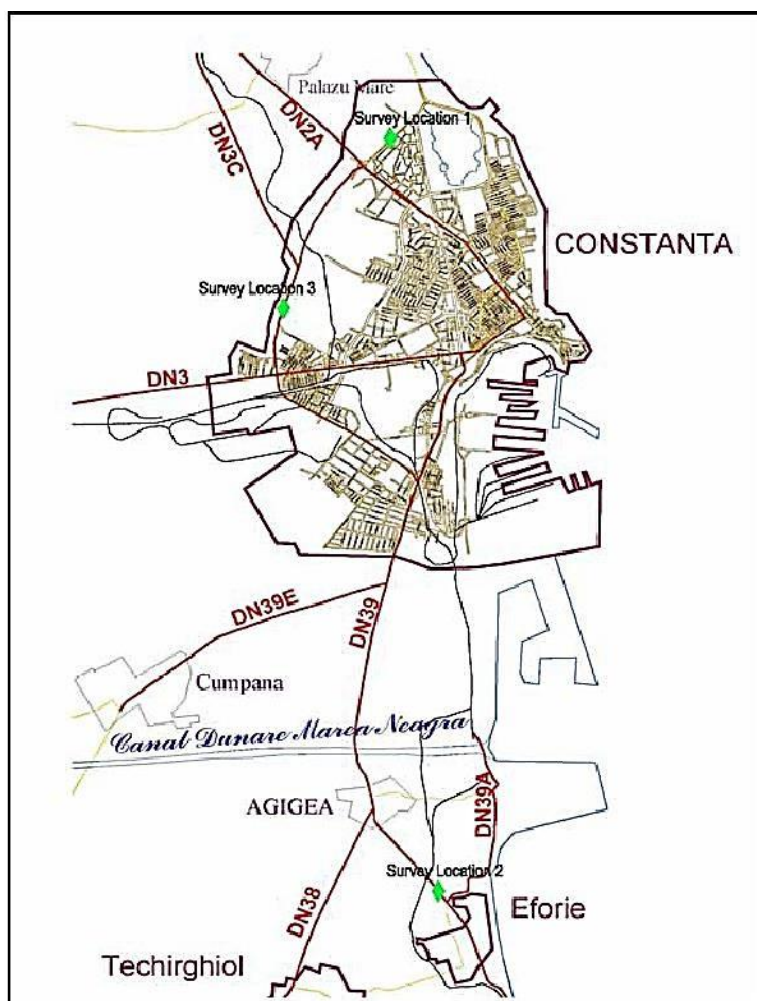 Palazu Mare
Survey Location 1
DN2A
DN3C
CONSTANTA
Survey Location 3
DN3
DN39E
DN39
Cumpana
Canal Dunare Marea Neagra
AGIGEA
DN39A
Survey Location 2
DN38
Eforie
Techirghiol